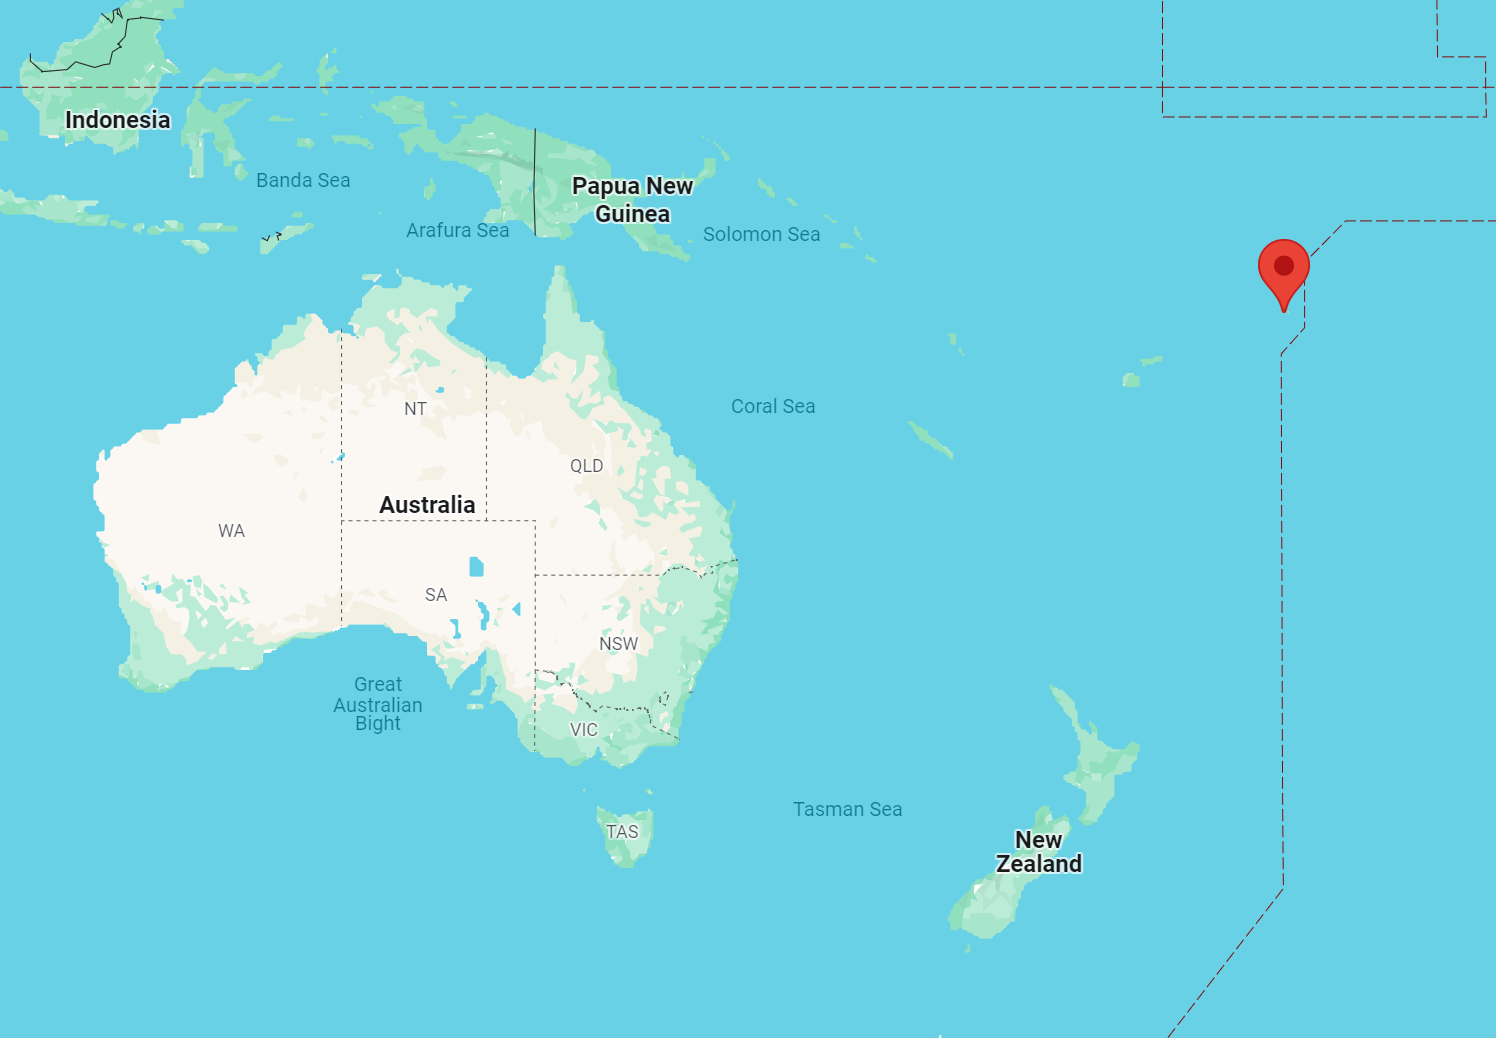 Indonesia
Banda Sea
Papua New
Guinea
Arafura Sea
Solomon Sea
NT
Coral Sea
QLD
Australia
WA
SA
NSW
Great
Australian
Bight
VIC
Tasman Sea
TAS
New
Zealand